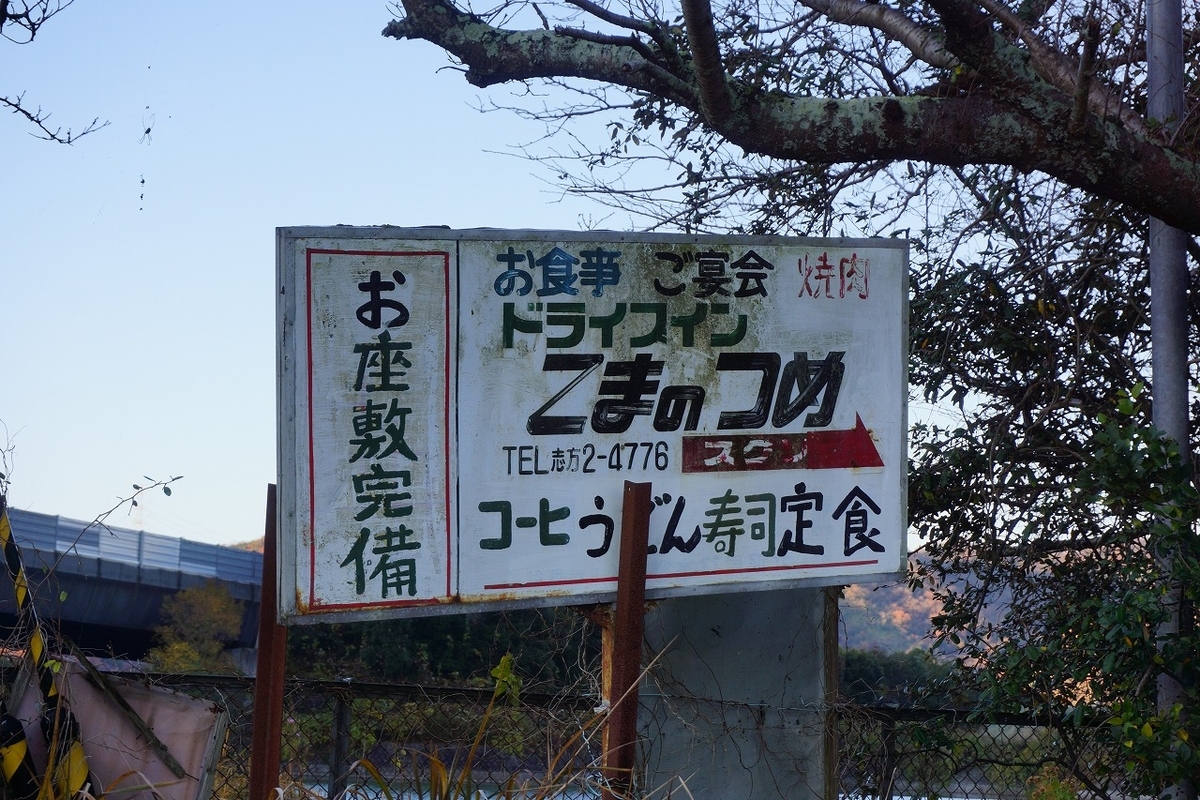 お座敷完備
お食事 ご宴会 焼肉
ドライブイン
こまのつめ
TEL志方2-4776
コーヒ うどん 寿司 定食